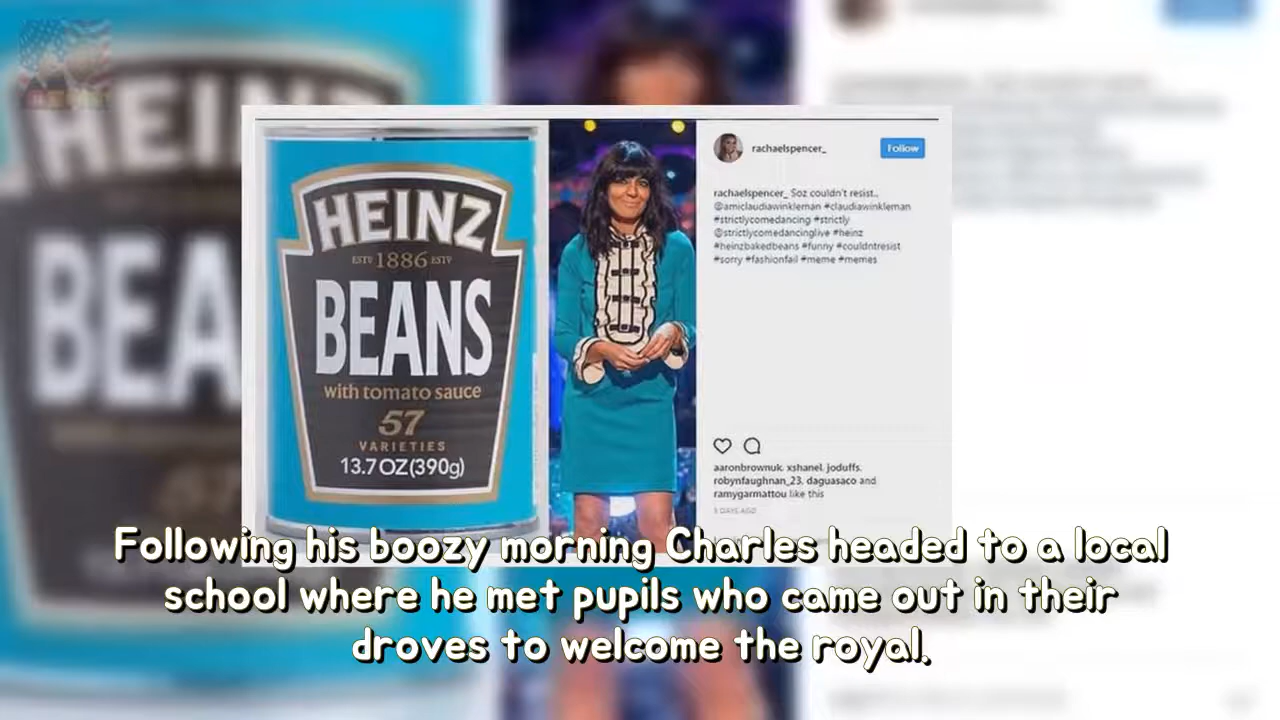 HEINZ
ESTD 1886 ESTD
BEANS
with tomato sauce
57
VARIETIES
13.7 OZ (390g)
rachaelspencer_
Follow
rachaelspencer_ Soz couldn't resist..
@amiclaudiawinkleman #claudiawinkleman
#strictlycomedancing #strictly
@strictlycomedancinglive #heinz
#heinzbakedbeans #funny #couldntresist
#sorry #fashionfail #meme #memes
aaronbrownuk, xshanel, joduffs,
robynfaughnan_23, daguasaco and
ramygarmattou like this
5 DAYS AGO
Following his boozy morning Charles headed to a local
school where he met pupils who came out in their
droves to welcome the royal.